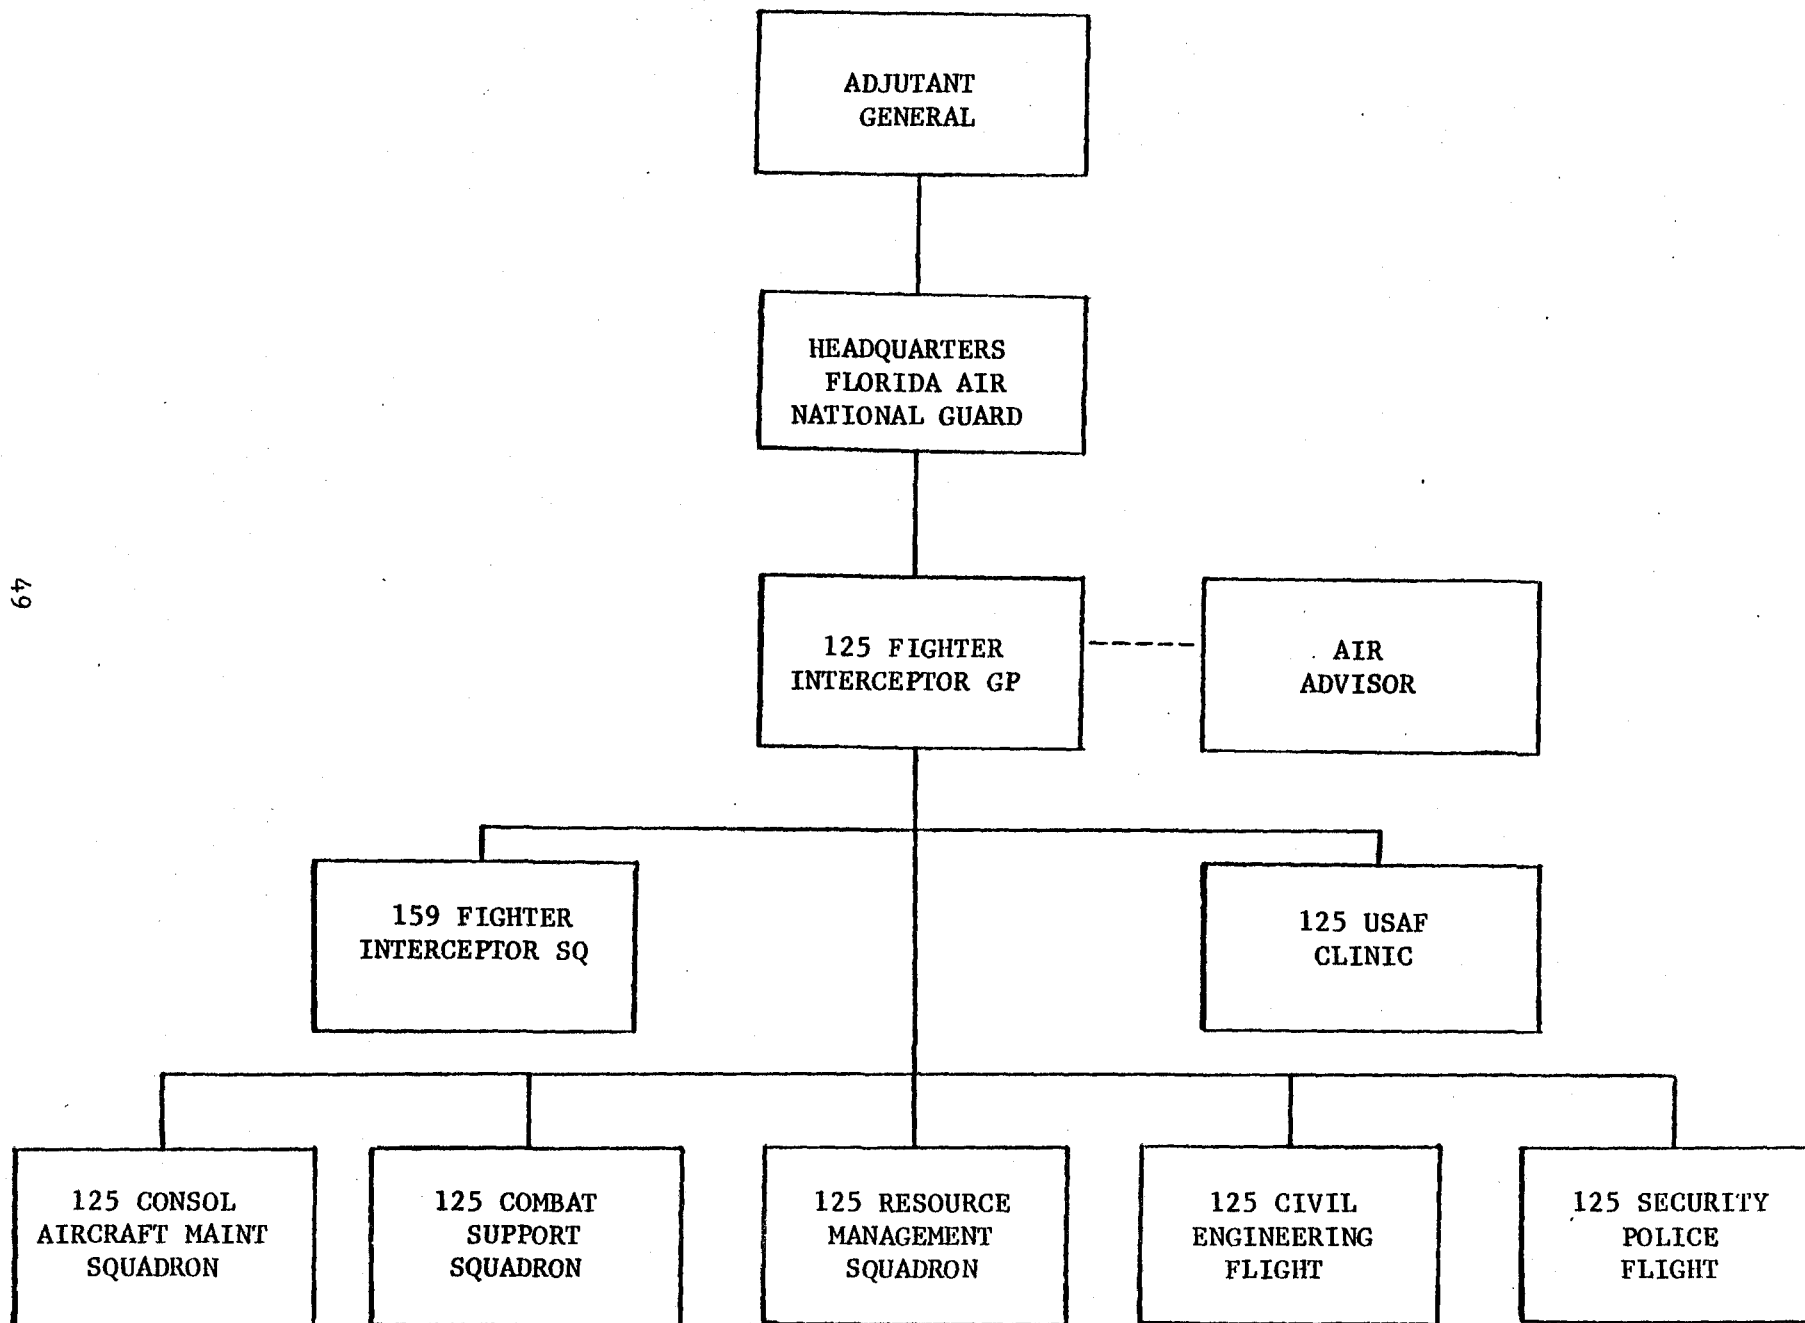 ADJUTANT
GENERAL
HEADQUARTERS
FLORIDA AIR
NATIONAL GUARD
49
125 FIGHTER
INTERCEPTOR GP
AIR
ADVISOR
159 FIGHTER
INTERCEPTOR SQ
125 USAF
CLINIC
125 CONSOL
AIRCRAFT MAINT
SQUADRON
125 COMBAT
SUPPORT
SQUADRON
125 RESOURCE
MANAGEMENT
SQUADRON
125 CIVIL
ENGINEERING
FLIGHT
125 SECURITY
POLICE
FLIGHT